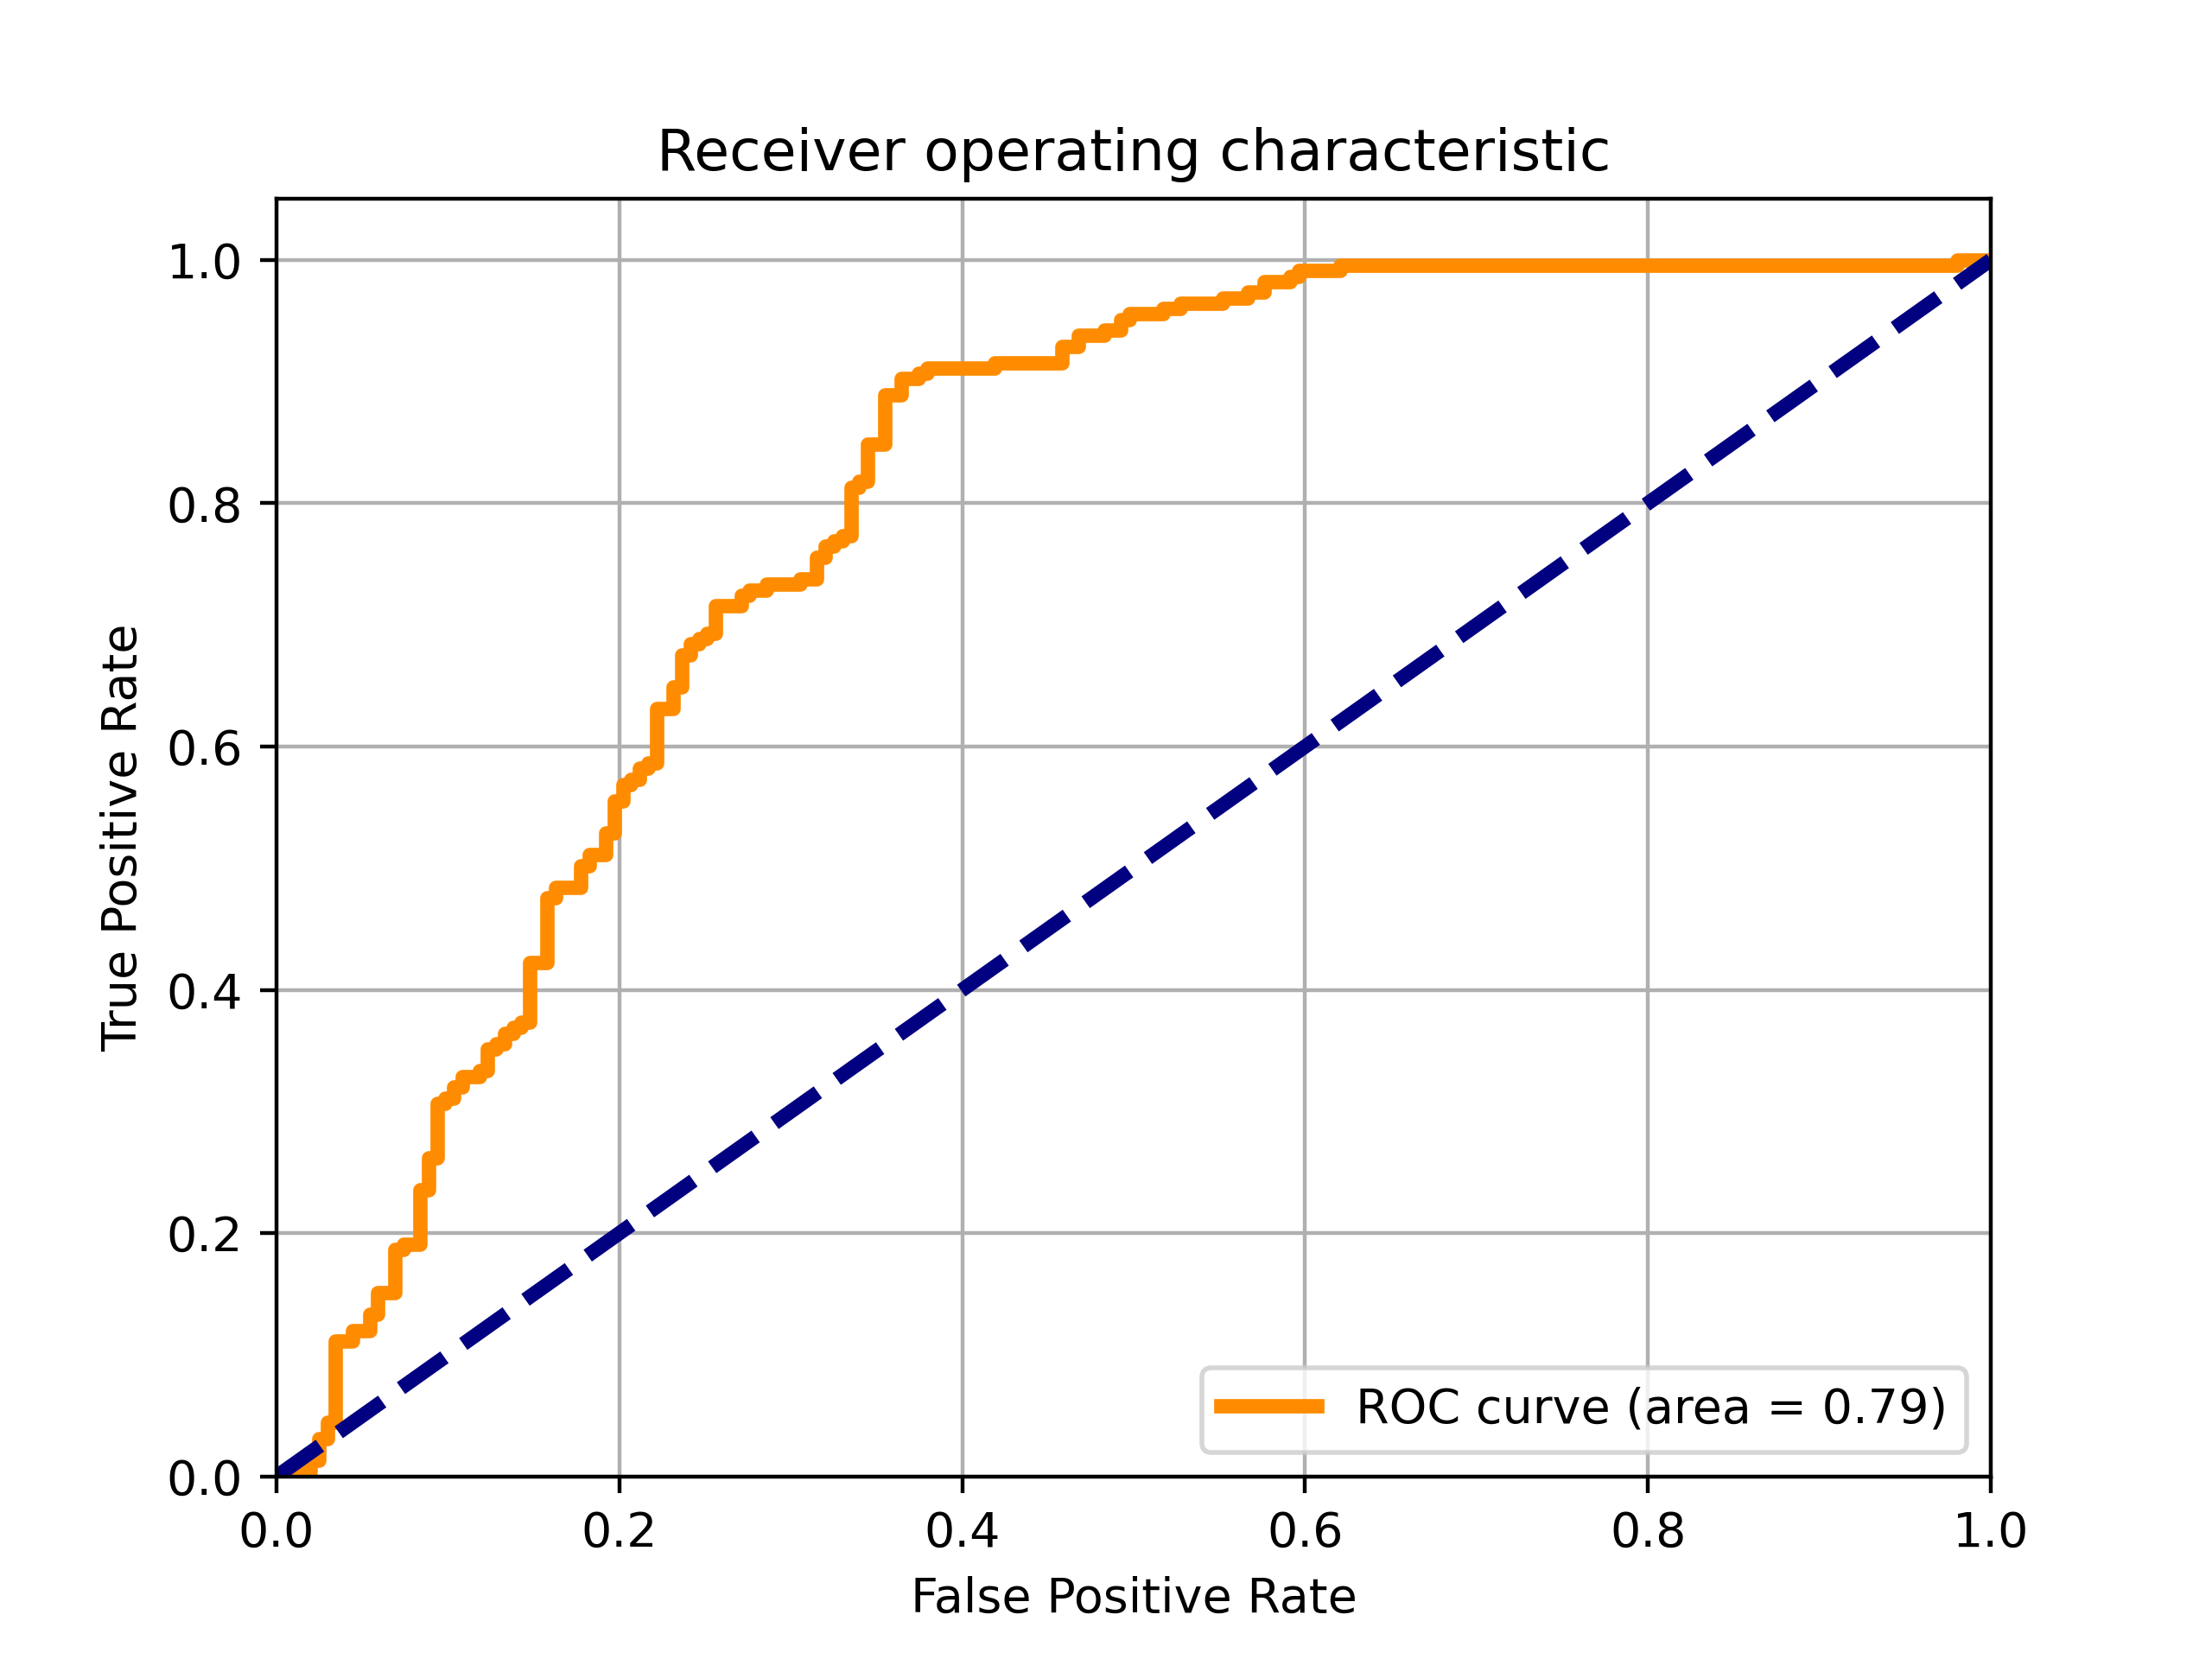 Receiver operating characteristic
1.0
0.8
0.6
0.4
0.2
0.0
True Positive Rate
ROC curve (area = 0.79)
0.0 0.2 0.4 0.6 0.8 1.0
False Positive Rate